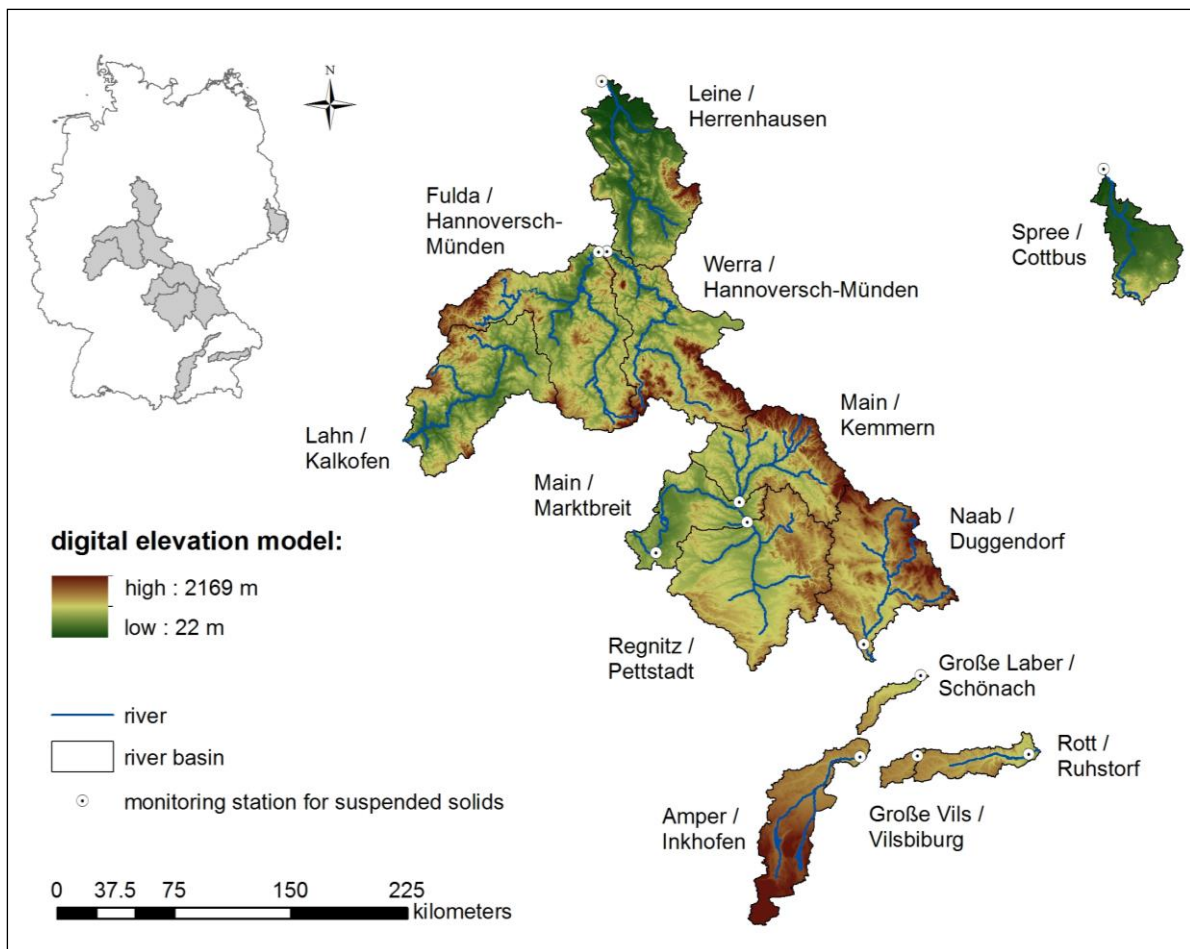 N
Leine /
Herrenhausen
Fulda /
Hannoversch-
Münden
Spree /
Cottbus
Werra /
Hannoversch-Münden
Main /
Kemmern
Lahn /
Kalkofen
Main /
Marktbreit
Naab /
Duggendorf
digital elevation model:
high : 2169 m
low : 22 m
Regnitz /
Pettstadt
Große Laber /
Schönach
river
river basin
monitoring station for suspended solids
Rott /
Ruhstorf
Amper /
Inkhofen
Große Vils /
Vilsbiburg
0 37.5 75 150 225
kilometers